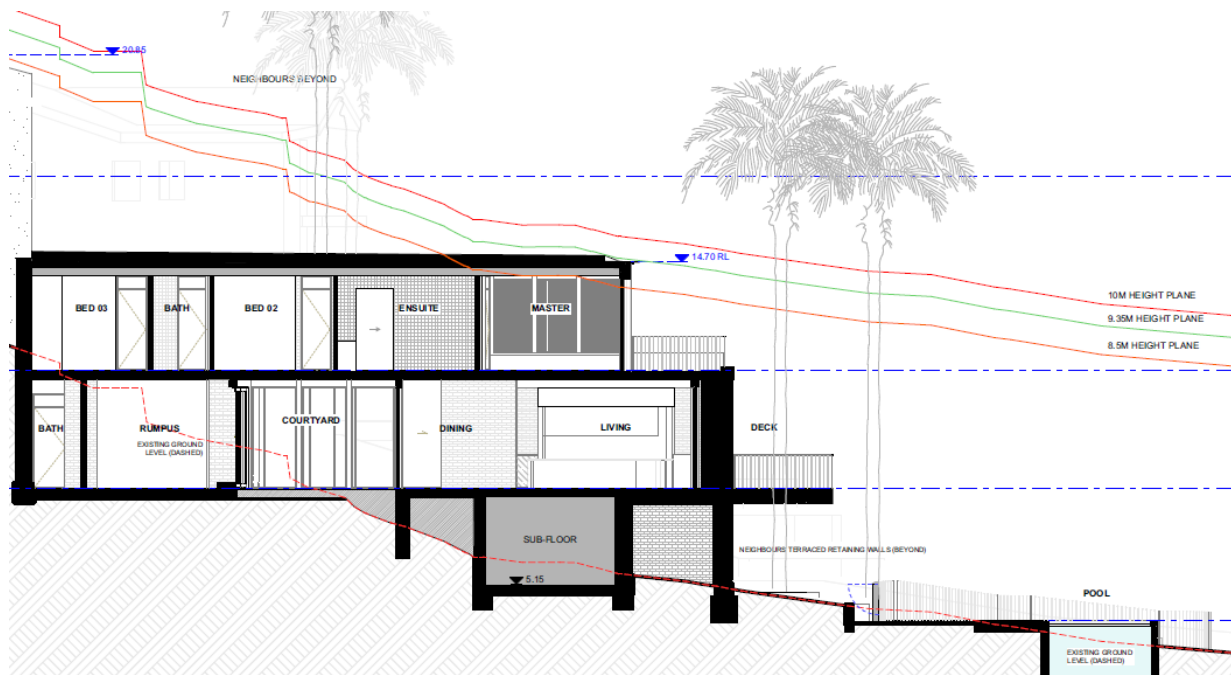 20.85
NEIGHBOURS BEYOND
14.70 RL
10M HEIGHT PLANE
9.35M HEIGHT PLANE
8.5M HEIGHT PLANE
BED 03
BATH
BED 02
ENSUITE
MASTER
BATH
RUMPUS
EXISTING GROUND
LEVEL (DASHED)
COURTYARD
DINING
LIVING
DECK
SUB-FLOOR
5.15
NEIGHBOURS TERRACED RETAINING WALLS (BEYOND)
POOL
EXISTING GROUND
LEVEL (DASHED)